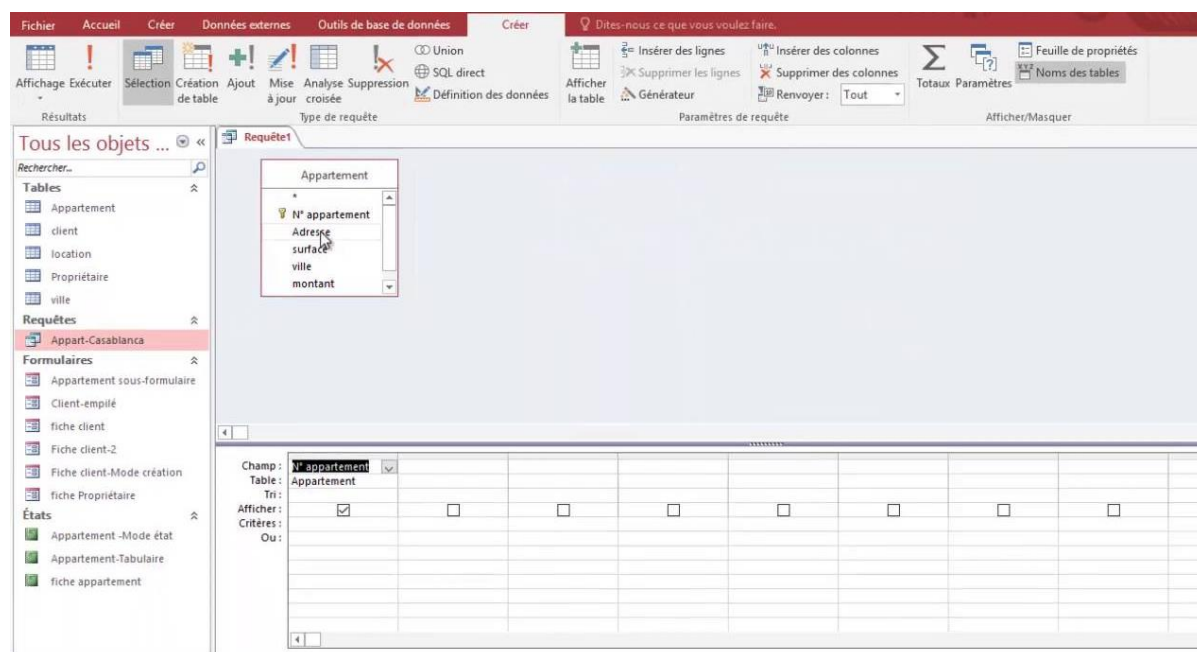 Fichier Accueil Créer Données externes Outils de base de données Créer Dites-nous ce que vous voulez faire.
Affichage Exécuter Sélection Création de table Ajout Mise à jour Analyse croisée Suppression
Union
SQL direct
Définition des données
Afficher la table
Insérer des lignes
Supprimer les lignes
Générateur
Insérer des colonnes
Supprimer des colonnes
Renvoyer : Tout
Totaux Paramètres
Feuille de propriétés
XYZ Noms des tables
Résultats Type de requête Paramètres de requête Afficher/Masquer
Tous les objets ... «
Rechercher...
Tables
Appartement
client
location
Propriétaire
ville
Requêtes
Appart-Casablanca
Formulaires
Appartement sous-formulaire
Client-empilé
fiche client
Fiche client-2
Fiche client-Mode création
fiche Propriétaire
États
Appartement -Mode état
Appartement-Tabulaire
fiche appartement
Requête1
Appartement
*
N° appartement
Adresse
surface
ville
montant
Champ : N° appartement
Table : Appartement
Tri :
Afficher :
Critères :
Ou :